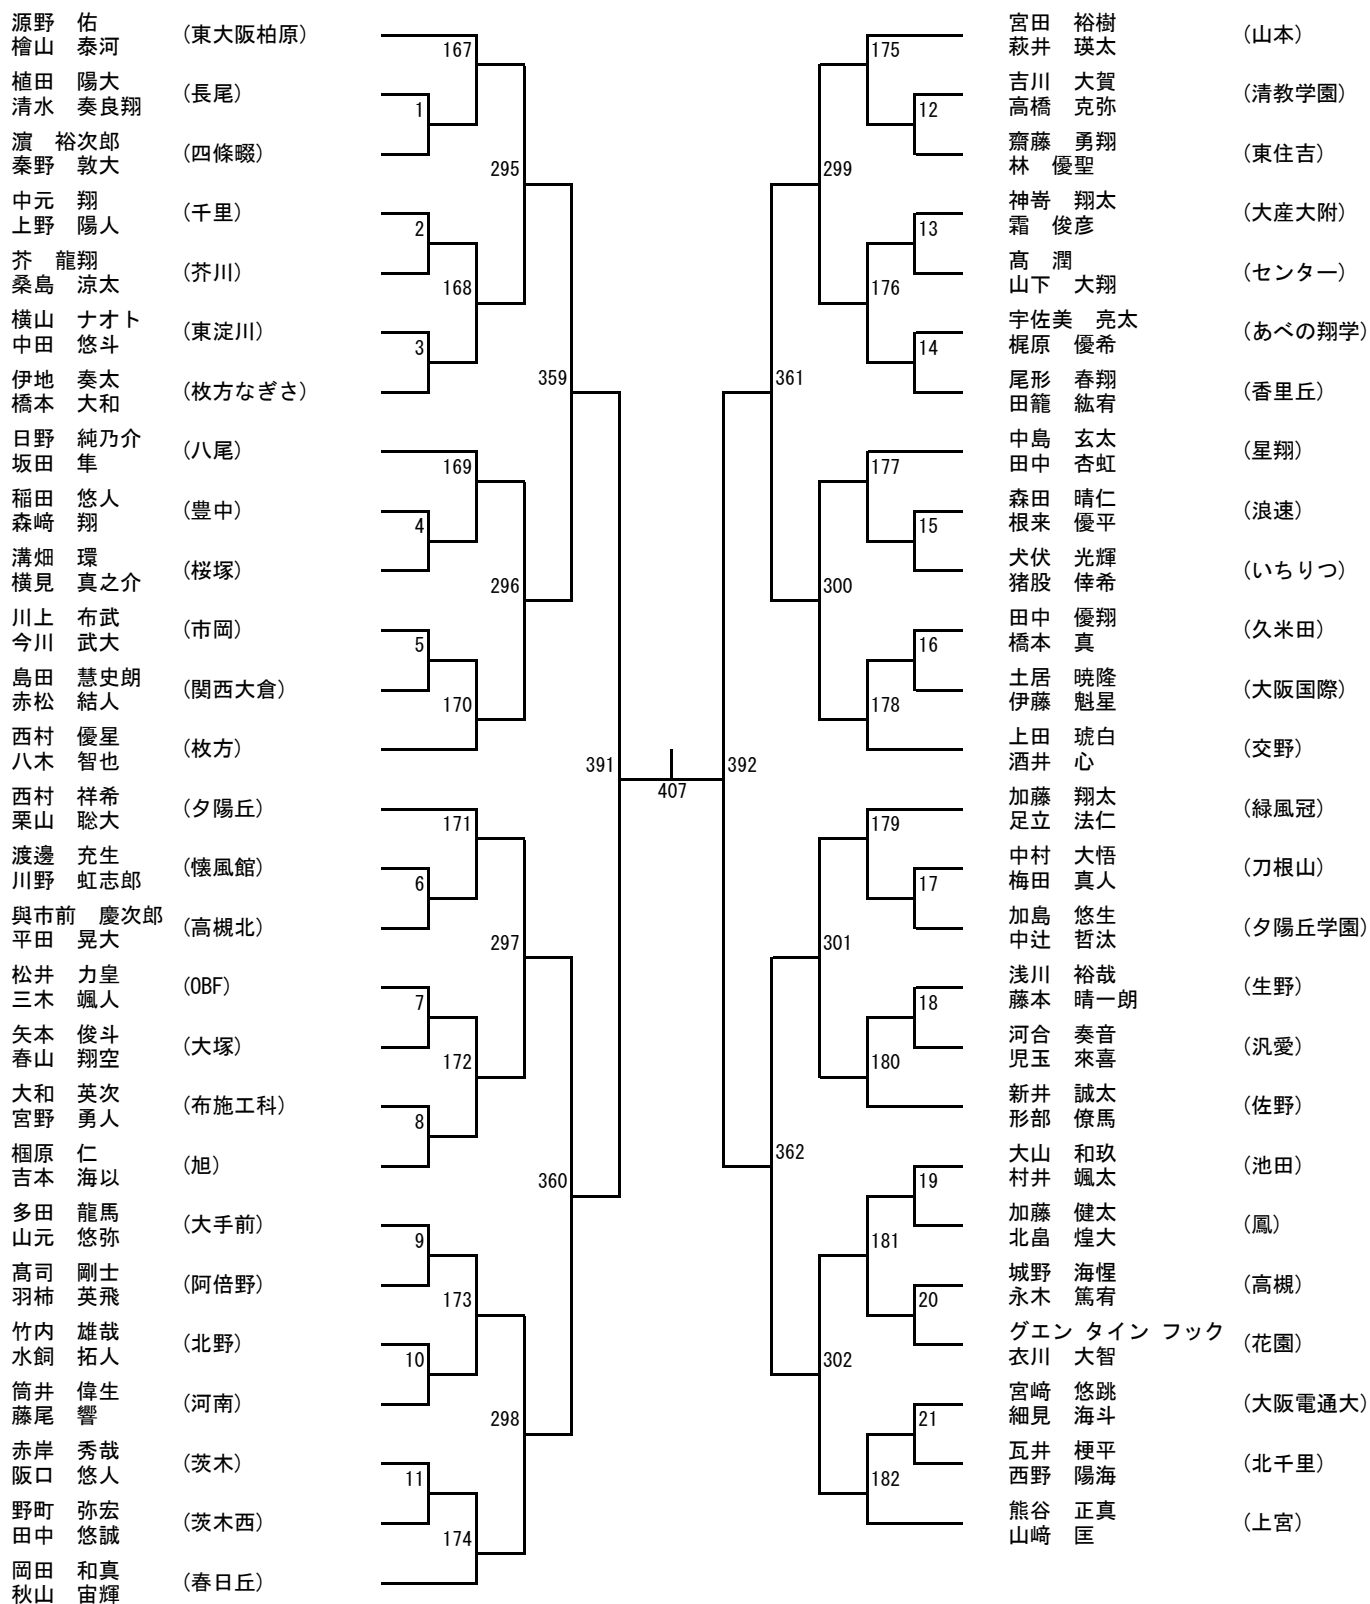 源野　佑
檜山　泰河
(東大阪柏原)
植田　陽大
清水　奏良翔
(長尾)
濵　裕次郎
秦野　敦大
(四條畷)
中元　翔
上野　陽人
(千里)
芥　龍翔
桑島　涼太
(芥川)
横山　ナオト
中田　悠斗
(東淀川)
伊地　奏太
橋本　大和
(枚方なぎさ)
日野　純乃介
坂田　隼
(八尾)
稲田　悠人
森﨑　翔
(豊中)
溝畑　環
横見　真之介
(桜塚)
川上　布武
今川　武大
(市岡)
島田　慧史朗
赤松　結人
(関西大倉)
西村　優星
八木　智也
(枚方)
西村　祥希
栗山　聡大
(夕陽丘)
渡邊　充生
川野　虹志郎
(懐風館)
與市前　慶次郎
平田　晃大
(高槻北)
松井　力皇
三木　颯人
(OBF)
矢本　俊斗
春山　翔空
(大塚)
大和　英次
宮野　勇人
(布施工科)
椢原　仁
吉本　海以
(旭)
多田　龍馬
山元　悠弥
(大手前)
髙司　剛士
羽柿　英飛
(阿倍野)
竹内　雄哉
水飼　拓人
(北野)
筒井　偉生
藤尾　響
(河南)
赤岸　秀哉
阪口　悠人
(茨木)
野町　弥宏
田中　悠誠
(茨木西)
岡田　和真
秋山　宙輝
(春日丘)
167
1
295
2
168
3
359
169
4
296
5
170
391
171
6
297
7
172
8
360
9
173
10
298
11
174
407
175
12
299
13
176
14
361
177
15
300
16
178
392
179
17
301
18
180
362
19
181
20
302
21
182
宮田　裕樹
萩井　瑛太
(山本)
吉川　大賀
高橋　克弥
(清教学園)
齋藤　勇翔
林　優聖
(東住吉)
神嵜　翔太
霜　俊彦
(大産大附)
髙　潤
山下　大翔
(センター)
宇佐美　亮太
梶原　優希
(あべの翔学)
尾形　春翔
田籠　紘宥
(香里丘)
中島　玄太
田中　杏虹
(星翔)
森田　晴仁
根来　優平
(浪速)
犬伏　光輝
猪股　倖希
(いちりつ)
田中　優翔
橋本　真
(久米田)
土居　暁隆
伊藤　魁星
(大阪国際)
上田　琥白
酒井　心
(交野)
加藤　翔太
足立　法仁
(緑風冠)
中村　大悟
梅田　真人
(刀根山)
加島　悠生
中辻　哲汰
(夕陽丘学園)
浅川　裕哉
藤本　晴一朗
(生野)
河合　奏音
児玉　來喜
(汎愛)
新井　誠太
形部　僚馬
(佐野)
大山　和玖
村井　颯太
(池田)
加藤　健太
北畠　煌大
(鳳)
城野　海惺
永木　篤宥
(高槻)
グエン タイン フック
衣川　大智
(花園)
宮﨑　悠跳
細見　海斗
(大阪電通大)
瓦井　梗平
西野　陽海
(北千里)
熊谷　正真
山﨑　匡
(上宮)